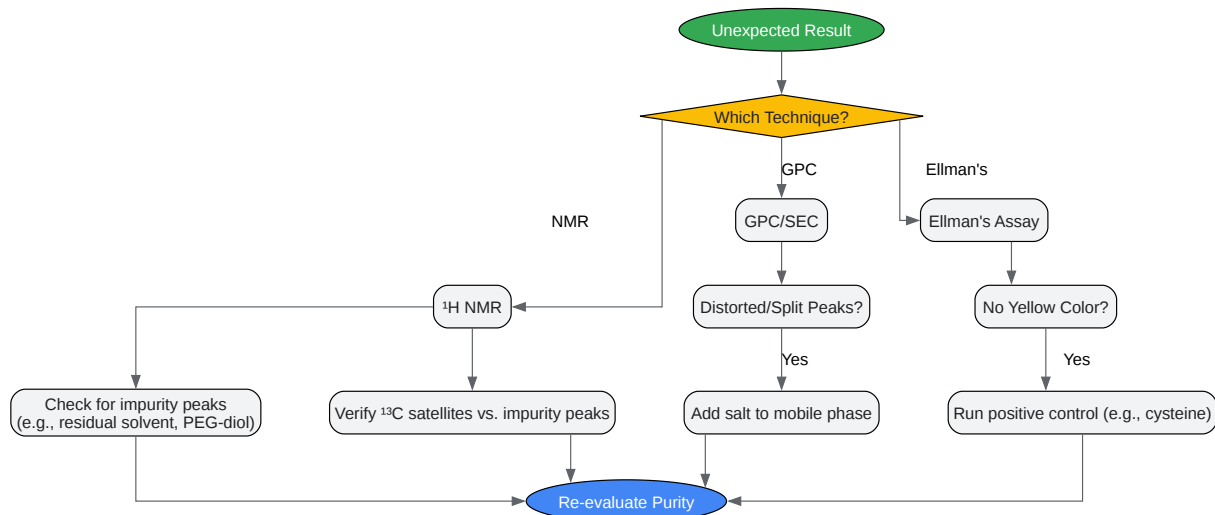 Unexpected Result
Which Technique?
GPC
Ellman's
NMR
GPC/SEC
Ellman's Assay
¹H NMR
Distorted/Split Peaks?
No Yellow Color?
Yes
Yes
Check for impurity peaks
(e.g., residual solvent, PEG-diol)
Verify ¹³C satellites vs. impurity peaks
Add salt to mobile phase
Run positive control (e.g., cysteine)
Re-evaluate Purity